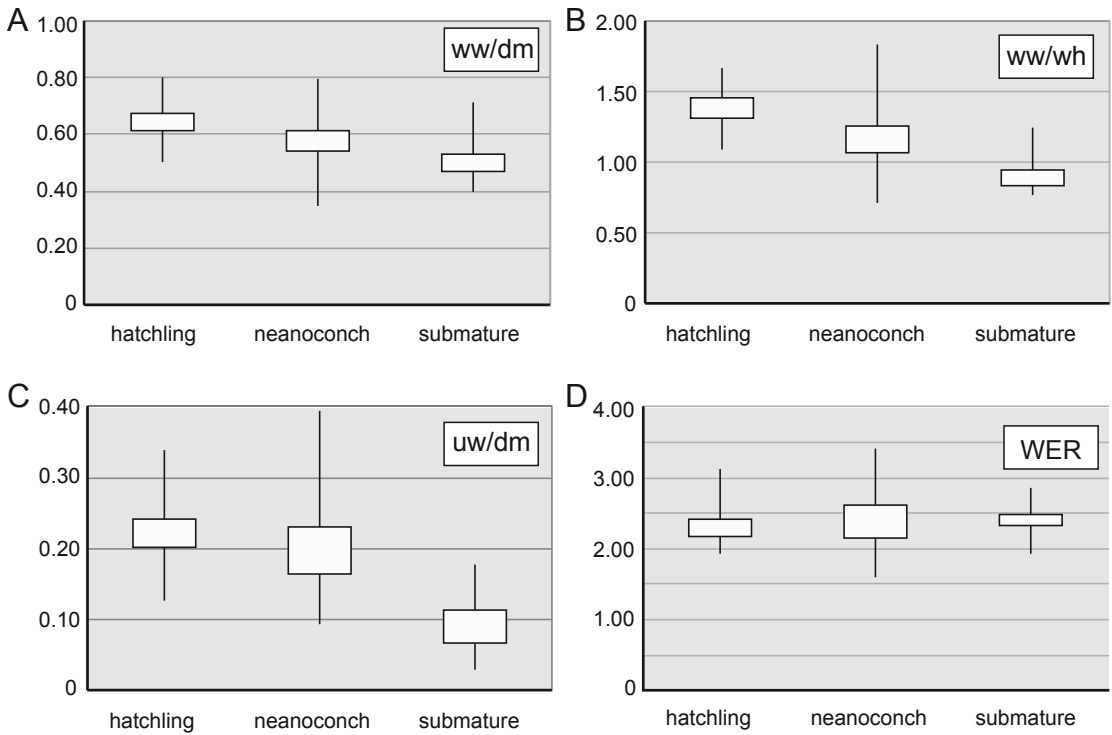 A
1.00
0.80
0.60
0.40
0.20
0
ww/dm
hatchling neanoconch submature
B
2.00
1.50
1.00
0.50
0
ww/wh
hatchling neanoconch submature
C
0.40
0.30
0.20
0.10
0
uw/dm
hatchling neanoconch submature
D
4.00
3.00
2.00
1.00
0
WER
hatchling neanoconch submature